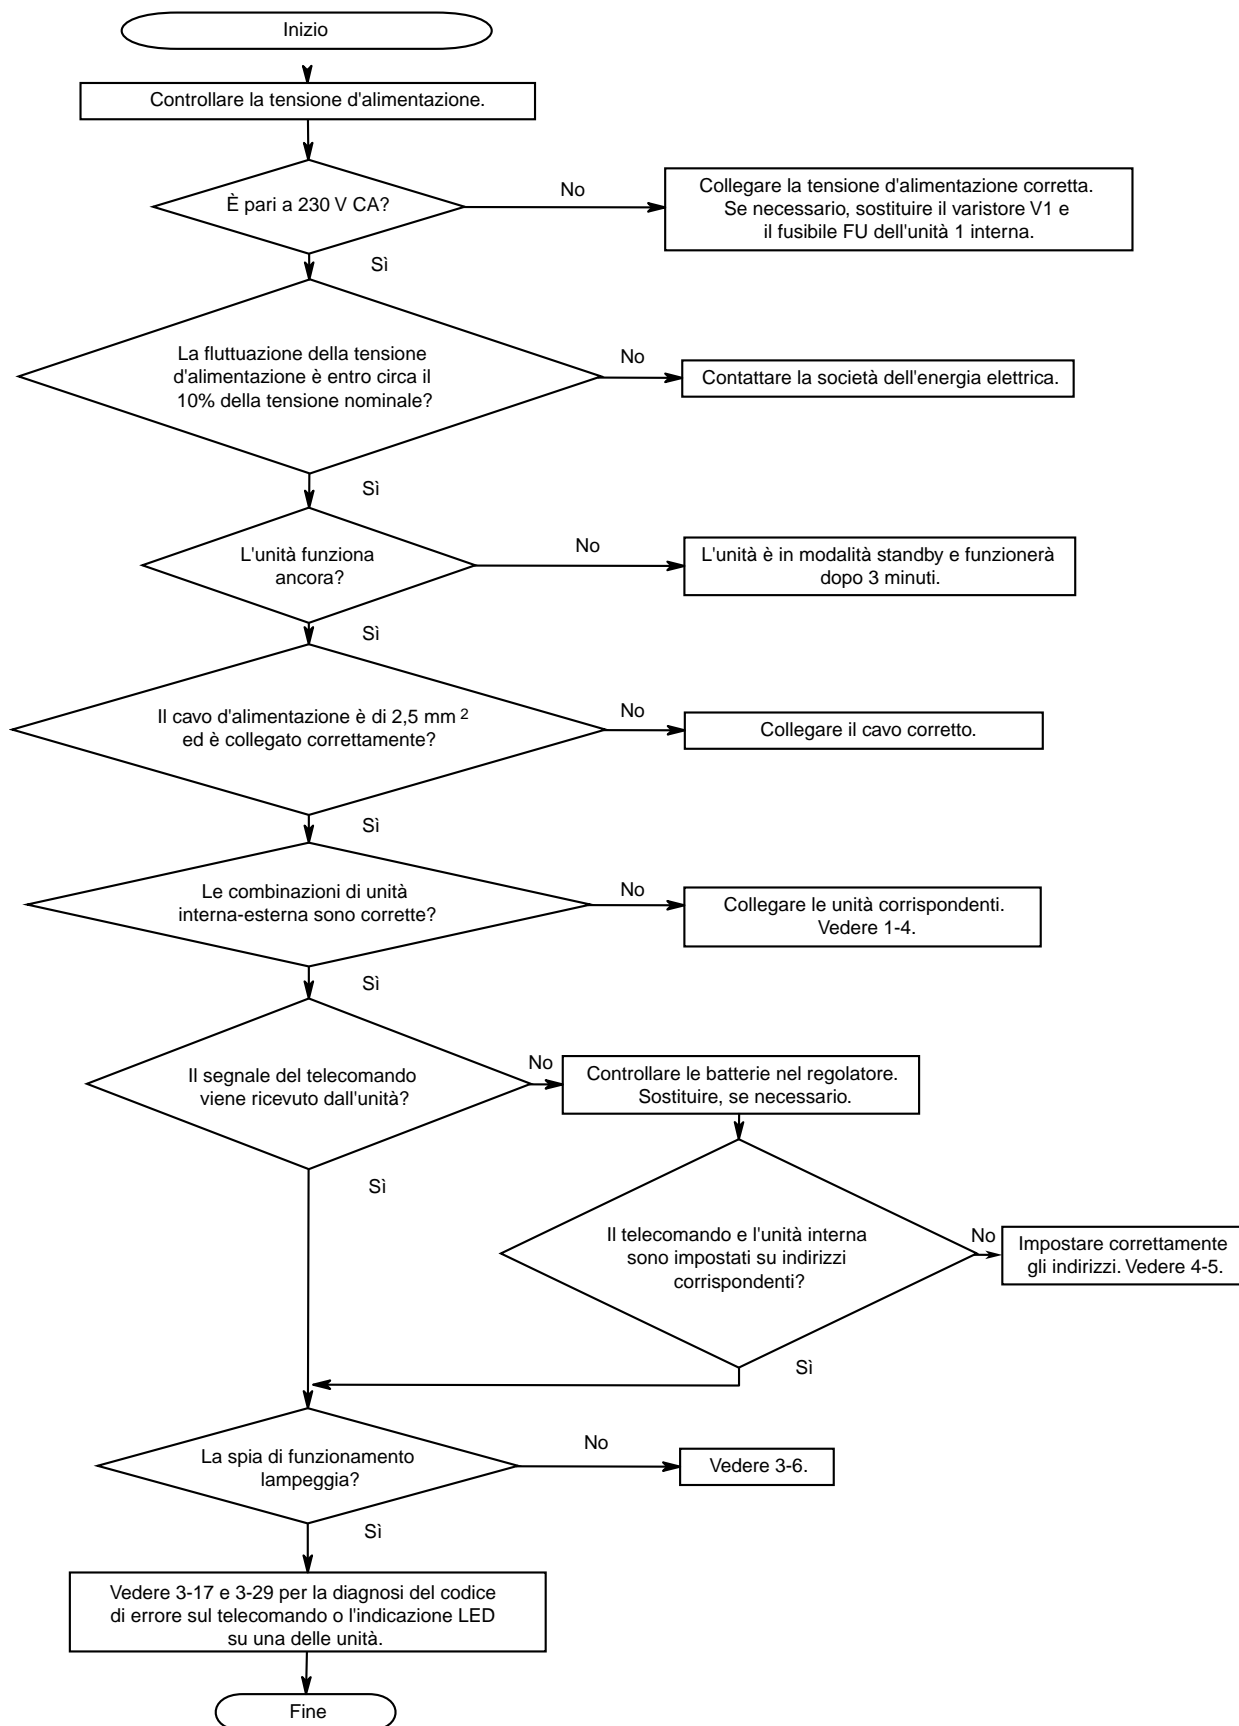 Inizio
Controllare la tensione d'alimentazione.
È pari a 230 V CA?
No
Collegare la tensione d'alimentazione corretta.
Se necessario, sostituire il varistore V1 e
il fusibile FU dell'unità 1 interna.
Sì
La fluttuazione della tensione
d'alimentazione è entro circa il
10% della tensione nominale?
No
Contattare la società dell'energia elettrica.
Sì
L'unità funziona
ancora?
No
L'unità è in modalità standby e funzionerà
dopo 3 minuti.
Sì
Il cavo d'alimentazione è di 2,5 mm 2
ed è collegato correttamente?
No
Collegare il cavo corretto.
Sì
Le combinazioni di unità
interna-esterna sono corrette?
No
Collegare le unità corrispondenti.
Vedere 1-4.
Sì
Il segnale del telecomando
viene ricevuto dall'unità?
No
Controllare le batterie nel regolatore.
Sostituire, se necessario.
Sì
Il telecomando e l'unità interna
sono impostati su indirizzi
corrispondenti?
No
Impostare correttamente
gli indirizzi. Vedere 4-5.
Sì
La spia di funzionamento
lampeggia?
No
Vedere 3-6.
Sì
Vedere 3-17 e 3-29 per la diagnosi del codice
di errore sul telecomando o l'indicazione LED
su una delle unità.
Fine